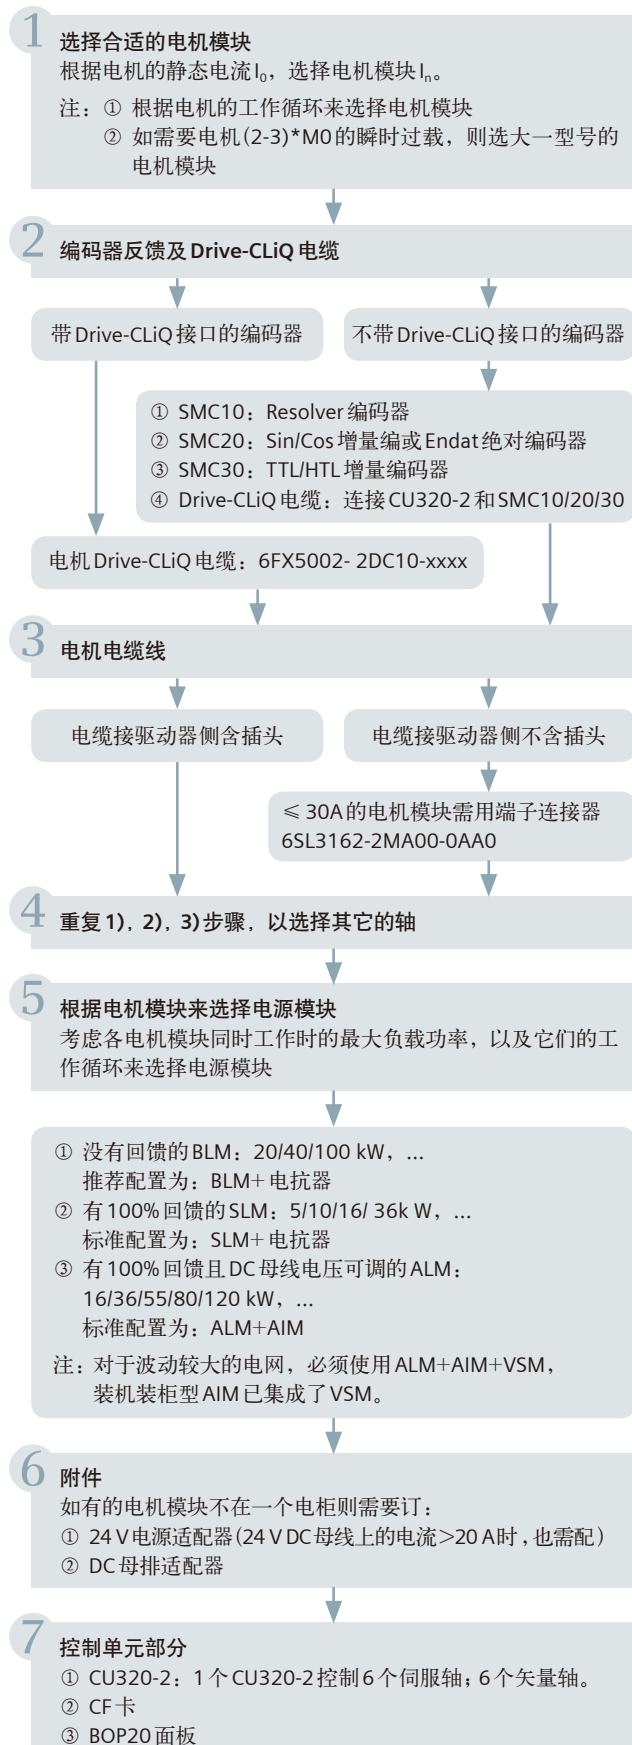 1
选择合适的电机模块
根据电机的静态电流I0，选择电机模块In。
注：① 根据电机的工作循环来选择电机模块
② 如需要电机(2-3)*M0的瞬时过载，则选大一型号的
电机模块
2
编码器反馈及Drive-CLiQ电缆
带Drive-CLiQ接口的编码器
不带Drive-CLiQ接口的编码器
① SMC10：Resolver编码器
② SMC20：Sin/Cos增量编或Endat绝对编码器
③ SMC30：TTL/HTL增量编码器
④ Drive-CLiQ电缆：连接CU320-2和SMC10/20/30
电机Drive-CLiQ电缆：6FX5002- 2DC10-xxxx
3
电机电缆线
电缆接驱动器侧含插头
电缆接驱动器侧不含插头
≤ 30A的电机模块需用端子连接器
6SL3162-2MA00-0AA0
4
重复1)，2)，3)步骤，以选择其它的轴
5
根据电机模块来选择电源模块
考虑各电机模块同时工作时的最大负载功率，以及它们的工
作循环来选择电源模块
① 没有回馈的BLM：20/40/100 kW，...
推荐配置为：BLM+电抗器
② 有100%回馈的SLM：5/10/16/ 36k W，...
标准配置为：SLM+电抗器
③ 有100%回馈且DC母线电压可调的ALM：
16/36/55/80/120 kW，...
标准配置为：ALM+AIM
注：对于波动较大的电网，必须使用ALM+AIM+VSM，
装机装柜型AIM已集成了VSM。
6
附件
如有的电机模块不在一个电柜则需要订：
① 24 V电源适配器(24 V DC母线上的电流>20 A时，也需配)
② DC母排适配器
7
控制单元部分
① CU320-2：1个CU320-2控制6个伺服轴；6个矢量轴。
② CF卡
③ BOP20面板